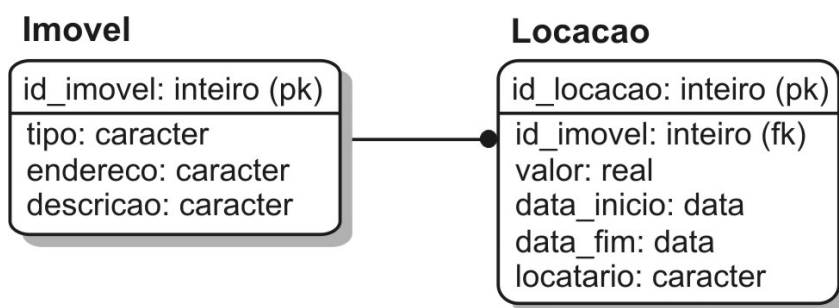 Imovel
id_imovel: inteiro (pk)
tipo: caracter
endereco: caracter
descricao: caracter
Locacao
id_locacao: inteiro (pk)
id_imovel: inteiro (fk)
valor: real
data_inicio: data
data_fim: data
locatario: caracter